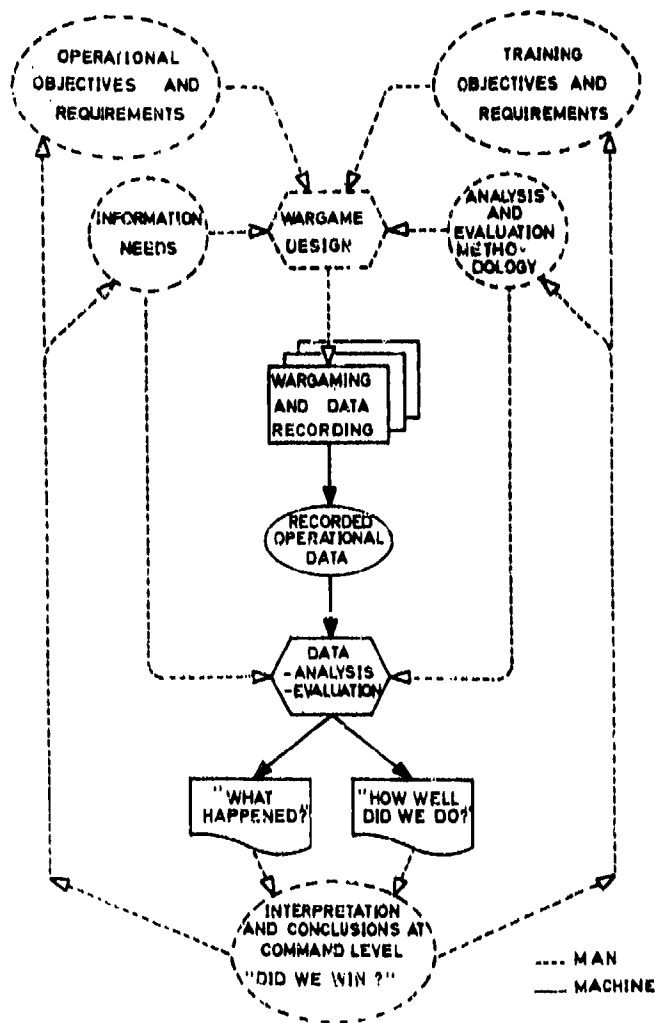 OPERATIONAL
OBJECTIVES AND
REQUIREMENTS
TRAINING
OBJECTIVES AND
REQUIREMENTS
INFORMATION
NEEDS
WARGAME
DESIGN
ANALYSIS
AND
EVALUATION
METHO-
DOLOGY
WARGAMING
AND DATA
RECORDING
RECORDED
OPERATIONAL
DATA
DATA
-ANALYSIS
-EVALUATION
"WHAT
HAPPENED?"
"HOW WELL
DID WE DO?"
INTERPRETATION
AND CONCLUSIONS AT
COMMAND LEVEL
"DID WE WIN?"
MAN
MACHINE